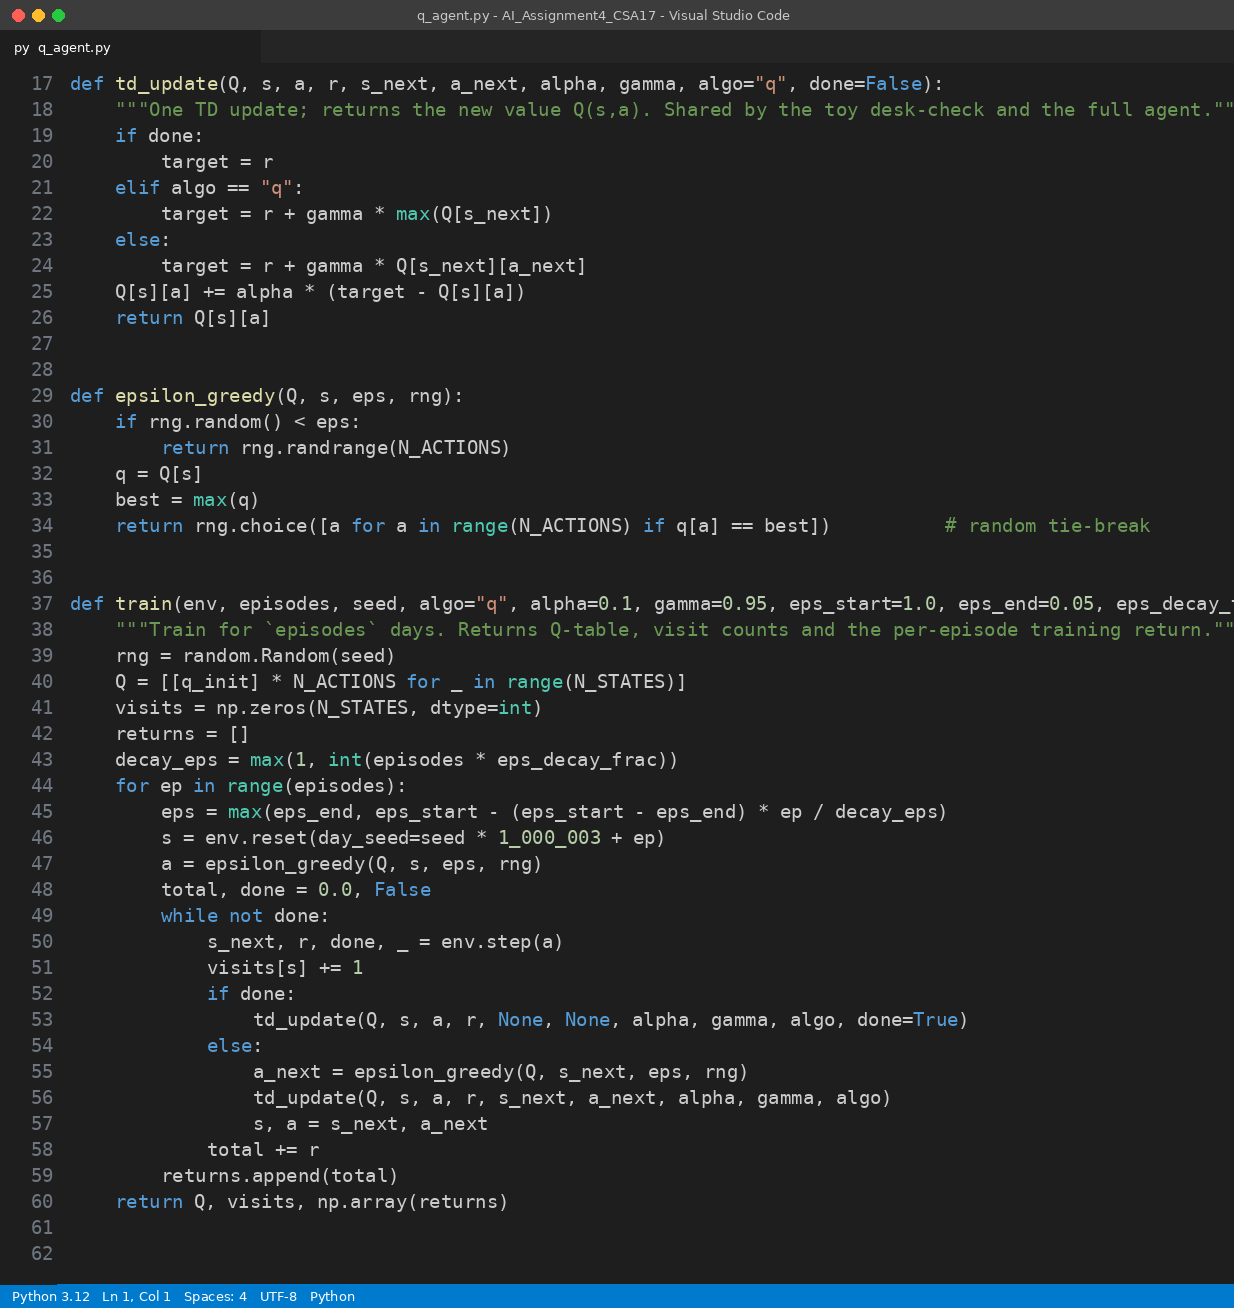 q_agent.py - AI_Assignment4_CSA17 - Visual Studio Code
py q_agent.py
17 def td_update(Q, s, a, r, s_next, a_next, alpha, gamma, algo="q", done=False):
18     """One TD update; returns the new value Q(s,a). Shared by the toy desk-check and the full agent.""
19     if done:
20         target = r
21     elif algo == "q":
22         target = r + gamma * max(Q[s_next])
23     else:
24         target = r + gamma * Q[s_next][a_next]
25     Q[s][a] += alpha * (target - Q[s][a])
26     return Q[s][a]
27
28
29 def epsilon_greedy(Q, s, eps, rng):
30     if rng.random() < eps:
31         return rng.randrange(N_ACTIONS)
32     q = Q[s]
33     best = max(q)
34     return rng.choice([a for a in range(N_ACTIONS) if q[a] == best])          # random tie-break
35
36
37 def train(env, episodes, seed, algo="q", alpha=0.1, gamma=0.95, eps_start=1.0, eps_end=0.05, eps_decay_
38     """Train for `episodes` days. Returns Q-table, visit counts and the per-episode training return.""
39     rng = random.Random(seed)
40     Q = [[q_init] * N_ACTIONS for _ in range(N_STATES)]
41     visits = np.zeros(N_STATES, dtype=int)
42     returns = []
43     decay_eps = max(1, int(episodes * eps_decay_frac))
44     for ep in range(episodes):
45         eps = max(eps_end, eps_start - (eps_start - eps_end) * ep / decay_eps)
46         s = env.reset(day_seed=seed * 1_000_003 + ep)
47         a = epsilon_greedy(Q, s, eps, rng)
48         total, done = 0.0, False
49         while not done:
50             s_next, r, done, _ = env.step(a)
51             visits[s] += 1
52             if done:
53                 td_update(Q, s, a, r, None, None, alpha, gamma, algo, done=True)
54             else:
55                 a_next = epsilon_greedy(Q, s_next, eps, rng)
56                 td_update(Q, s, a, r, s_next, a_next, alpha, gamma, algo)
57                 s, a = s_next, a_next
58             total += r
59         returns.append(total)
60     return Q, visits, np.array(returns)
61
62
Python 3.12 Ln 1, Col 1 Spaces: 4 UTF-8 Python